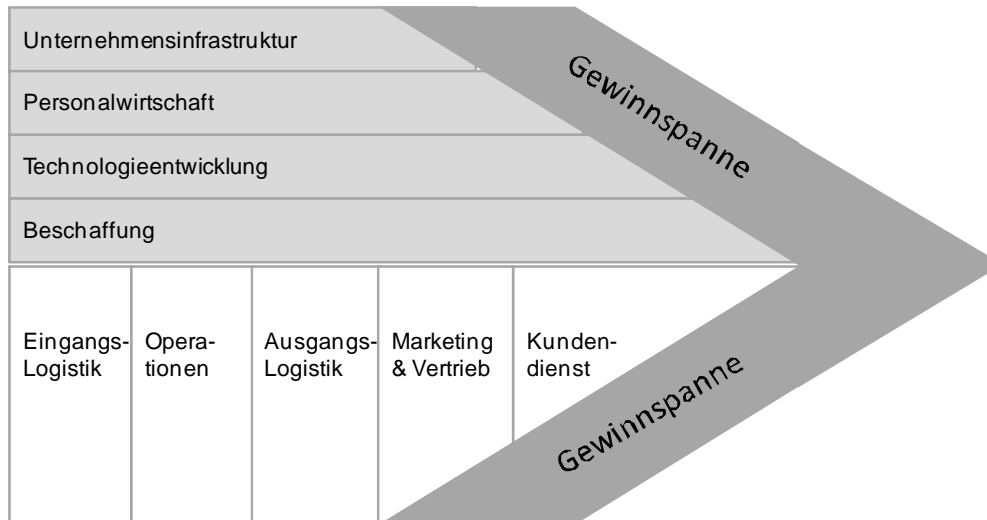 Unternehmensinfrastruktur
Personalwirtschaft
Technologieentwicklung
Beschaffung
Gewinnspanne
Eingangs-
Logistik
Opera-
tionen
Ausgangs-
Logistik
Marketing
& Vertrieb
Kunden-
dienst
Gewinnspanne